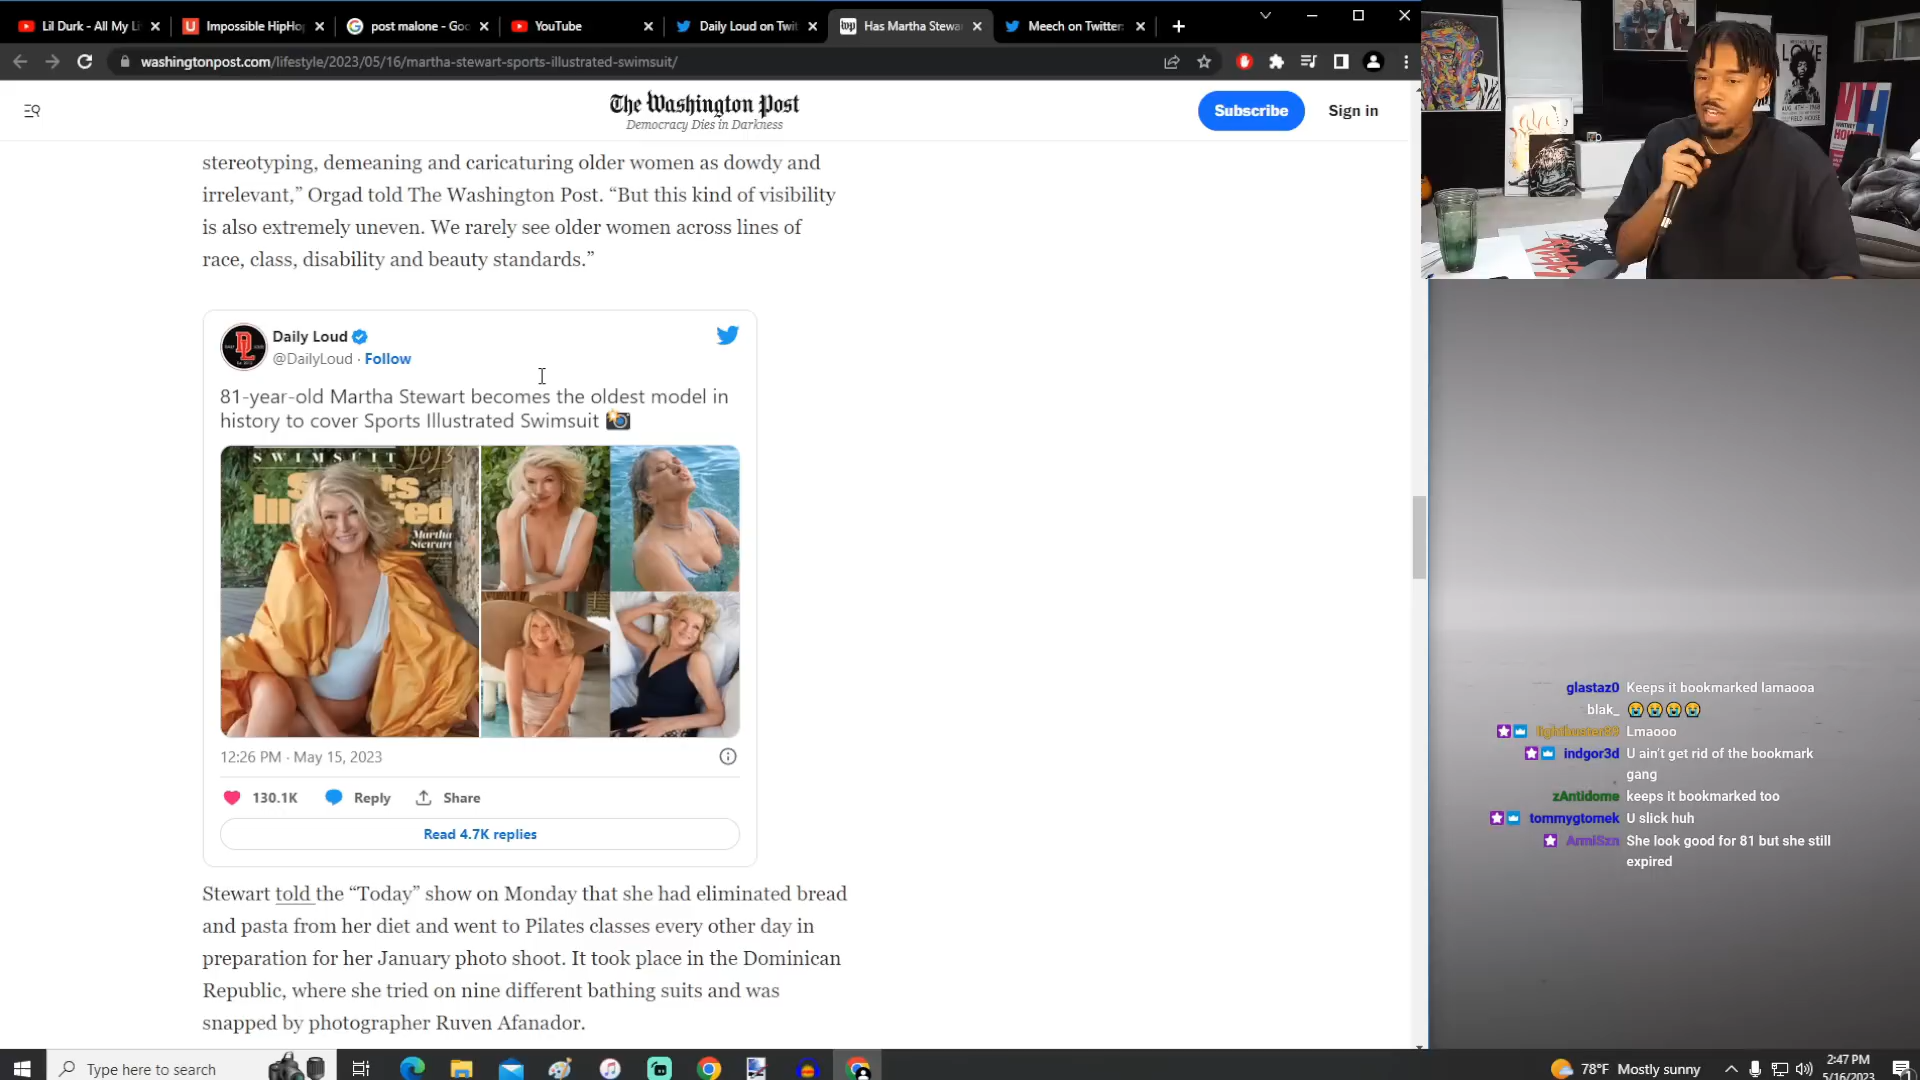 Lil Durk - All My Li
Impossible HipHo
post malone - Goo
YouTube
Daily Loud on Twit
Has Martha Stewa
Meech on Twitter
washingtonpost.com/lifestyle/2023/05/16/martha-stewart-sports-illustrated-swimsuit/
The Washington Post
Democracy Dies in Darkness
Subscribe
Sign in
stereotyping, demeaning and caricaturing older women as dowdy and
irrelevant,” Orgad told The Washington Post. “But this kind of visibility
is also extremely uneven. We rarely see older women across lines of
race, class, disability and beauty standards.”
Daily Loud
@DailyLoud · Follow
81-year-old Martha Stewart becomes the oldest model in
history to cover Sports Illustrated Swimsuit 📸
SWIMSUIT 2023
Sports
Illustrated
Martha
Stewart
12:26 PM · May 15, 2023
130.1K Reply Share
Read 4.7K replies
Stewart told the “Today” show on Monday that she had eliminated bread
and pasta from her diet and went to Pilates classes every other day in
preparation for her January photo shoot. It took place in the Dominican
Republic, where she tried on nine different bathing suits and was
snapped by photographer Ruven Afanador.
LOVE
glastaz0 Keeps it bookmarked lamaooa
blak_ 😭😭😭😭
Lmaooo
indgor3d U ain't get rid of the bookmark
gang
zAntidome keeps it bookmarked too
tommygtomek U slick huh
ArmiSzn She look good for 81 but she still
expired
Type here to search
78°F Mostly sunny
2:47 PM
5/16/2023